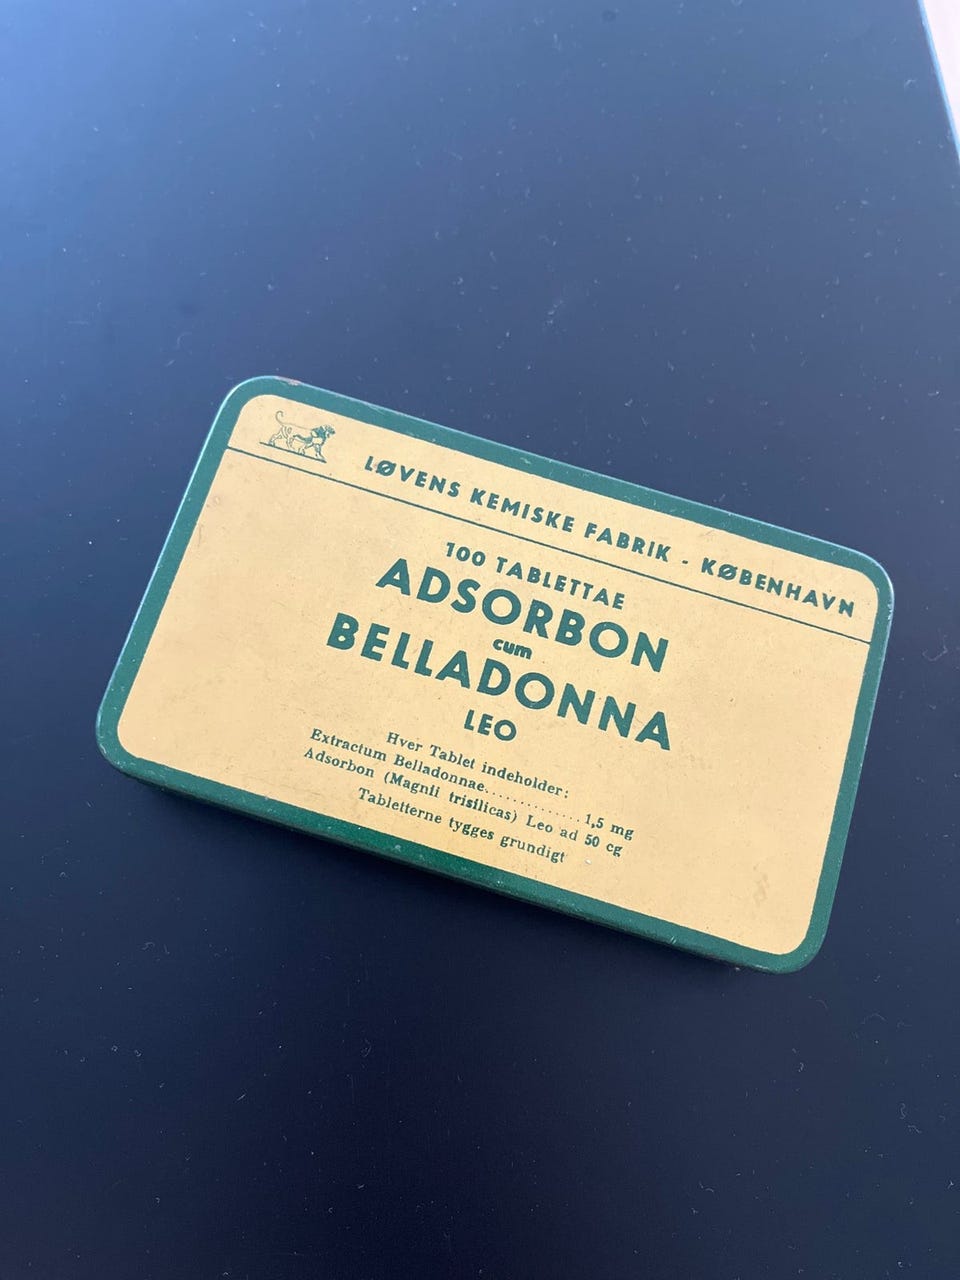 LØVENS KEMISKE FABRIK - KØBENHAVN
100 TABLETTAE
ADSORBON
cum
BELLADONNA
LEO
Hver Tablet indeholder:
Extractum Belladonnae.............1,5 mg
Adsorbon (Magnii trisilicas) Leo ad 50 cg
Tabletterne tygges grundigt